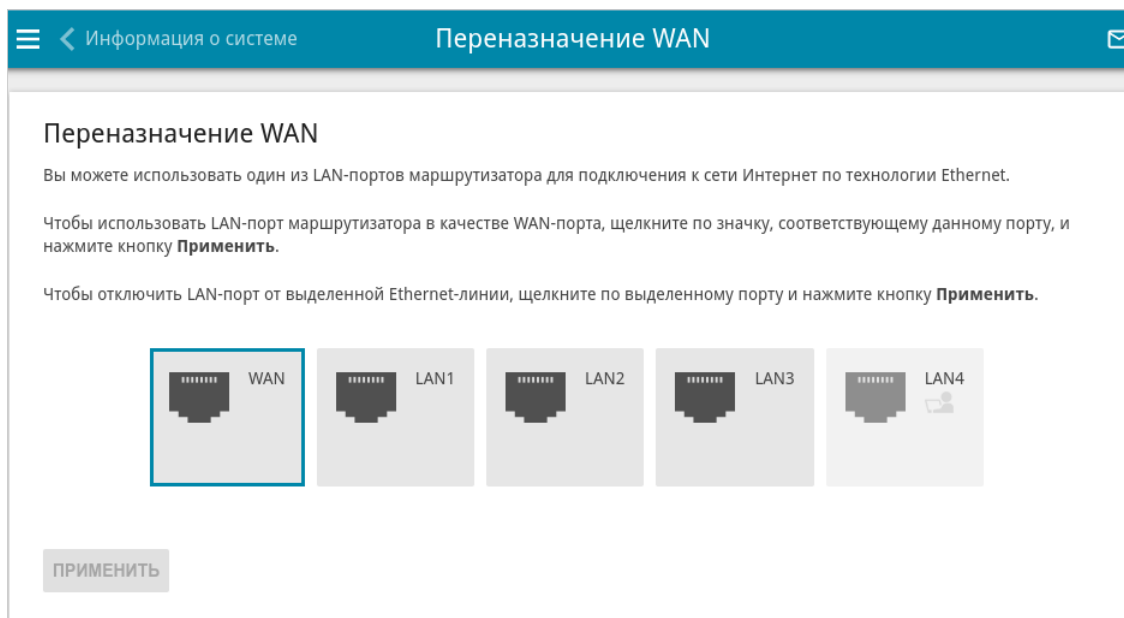 Информация о системе
Переназначение WAN
Переназначение WAN
Вы можете использовать один из LAN-портов маршрутизатора для подключения к сети Интернет по технологии Ethernet.
Чтобы использовать LAN-порт маршрутизатора в качестве WAN-порта, щелкните по значку, соответствующему данному порту, и
нажмите кнопку Применить.
Чтобы отключить LAN-порт от выделенной Ethernet-линии, щелкните по выделенному порту и нажмите кнопку Применить.
WAN
LAN1
LAN2
LAN3
LAN4
ПРИМЕНИТЬ